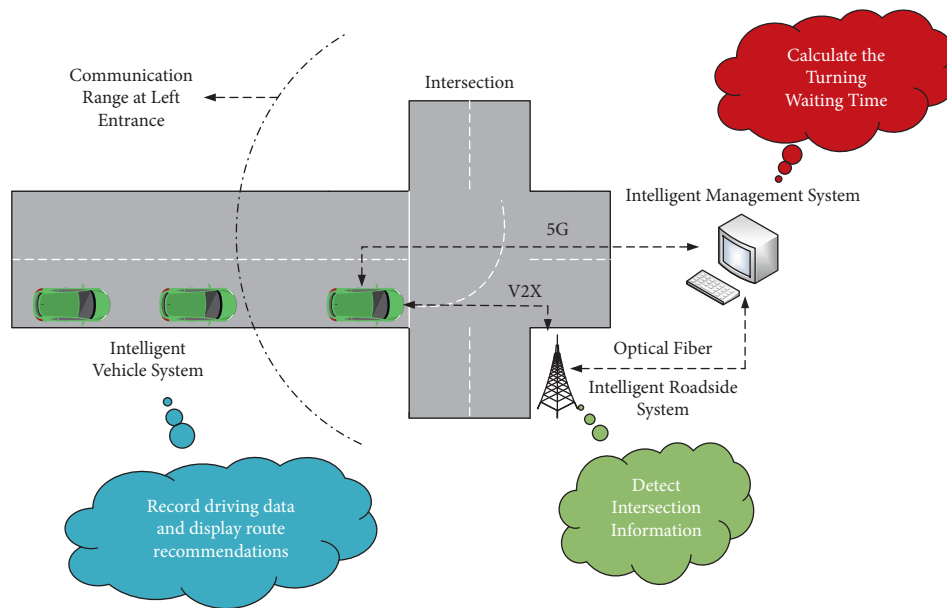 Communication
Range at Left
Entrance
Intersection
Calculate the
Turning
Waiting Time
Intelligent Management System
5G
V2X
Intelligent
Vehicle System
Optical Fiber
Intelligent Roadside
System
Record driving data
and display route
recommendations
Detect
Intersection
Information